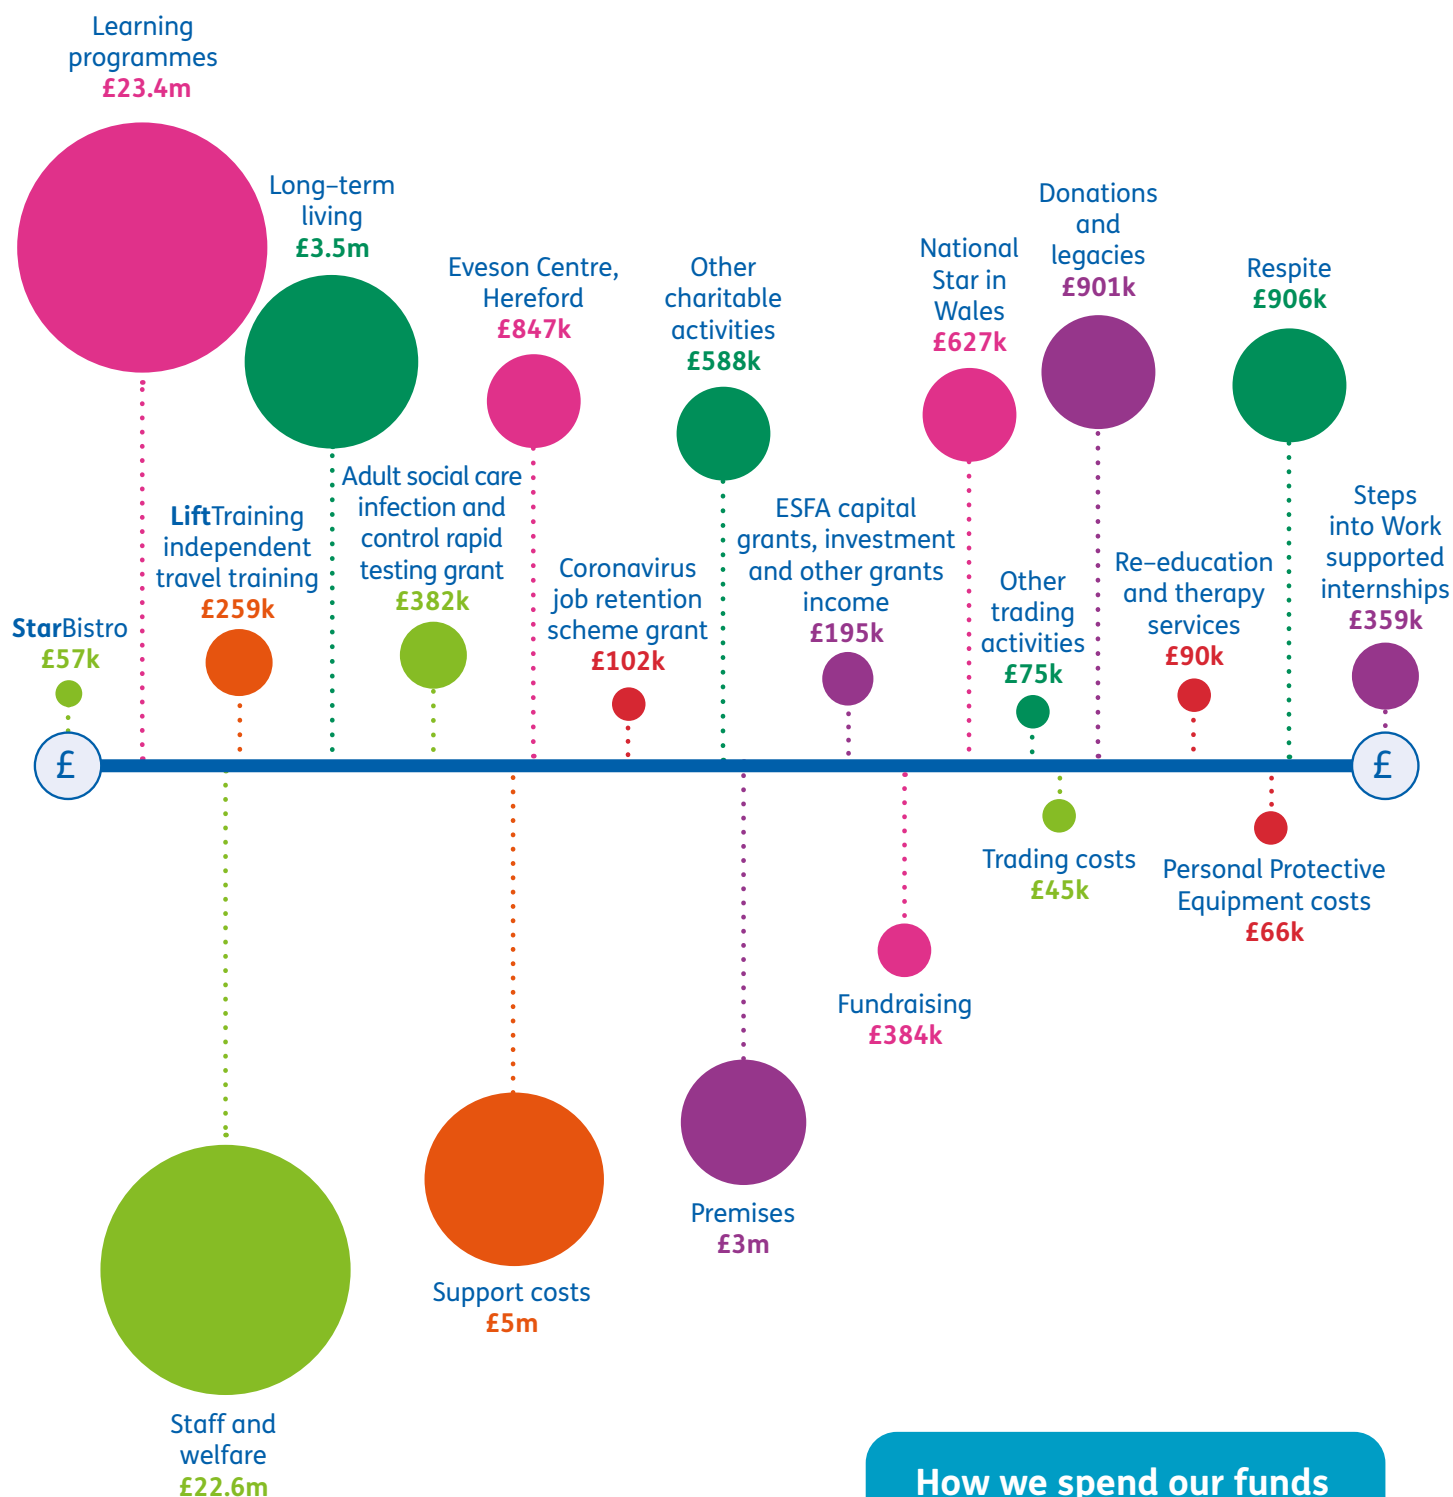 Learning
programmes
£23.4m
Long-term
living
£3.5m
Eveson Centre,
Hereford
£847k
Other
charitable
activities
£588k
National
Star in
Wales
£627k
Donations
and
legacies
£901k
Respite
£906k
StarBistro
£57k
LiftTraining
independent
travel training
£259k
Adult social care
infection and
control rapid
testing grant
£382k
Coronavirus
job retention
scheme grant
£102k
ESFA capital
grants, investment
and other grants
income
£195k
Other
trading
activities
£75k
Re-education
and therapy
services
£90k
Steps
into Work
supported
internships
£359k
£
£
Staff and
welfare
£22.6m
Support costs
£5m
Premises
£3m
Fundraising
£384k
Trading costs
£45k
Personal Protective
Equipment costs
£66k
How we spend our funds